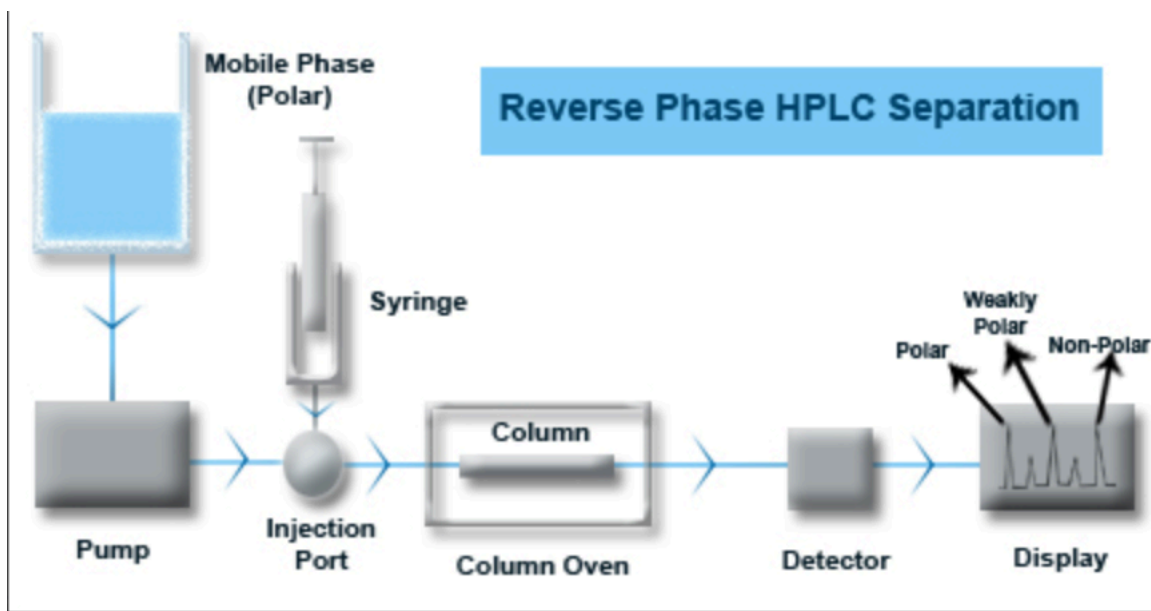 Mobile Phase
(Polar)
Reverse Phase HPLC Separation
Syringe
Weakly
Polar
Polar
Non-Polar
Column
Pump
Injection
Port
Column Oven
Detector
Display